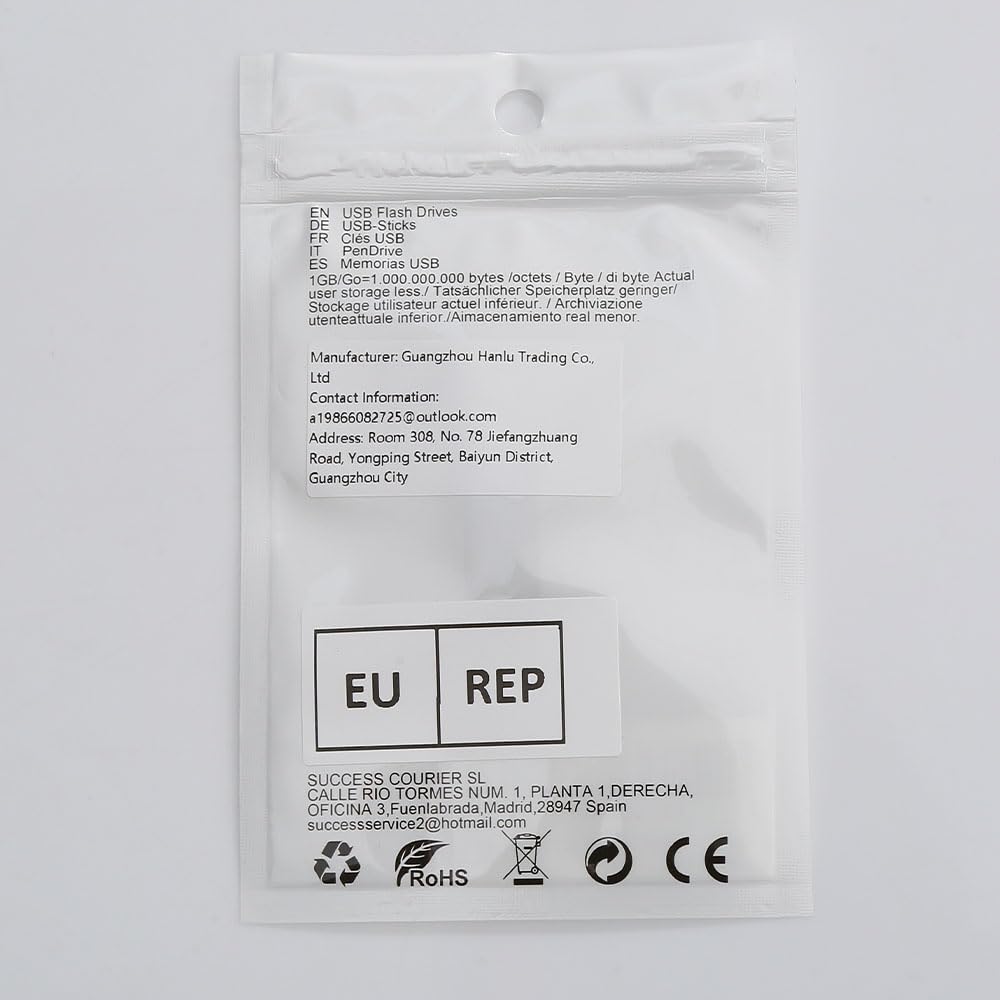 EN USB Flash Drives
DE USB-Sticks
FR Clés USB
IT PenDrive
ES Memorias USB
1GB/Go=1.000.000.000 bytes /octets / Byte / di byte Actual
user storage less./ Tatsächlicher Speicherplatz geringer/
Stockage utilisateur actuel inférieur. / Archiviazione
utenteattuale inferior./Aimacenamiento real menor.
Manufacturer: Guangzhou Hanlu Trading Co.,
Ltd
Contact Information:
a19866082725@outlook.com
Address: Room 308, No. 78 Jiefangzhuang
Road, Yongping Street, Baiyun District,
Guangzhou City
EU REP
SUCCESS COURIER SL
CALLE RIO TORMES NUM. 1, PLANTA 1,DERECHA,
OFICINA 3,Fuenlabrada,Madrid,28947 Spain
successservice2@hotmail.com
RoHS CE